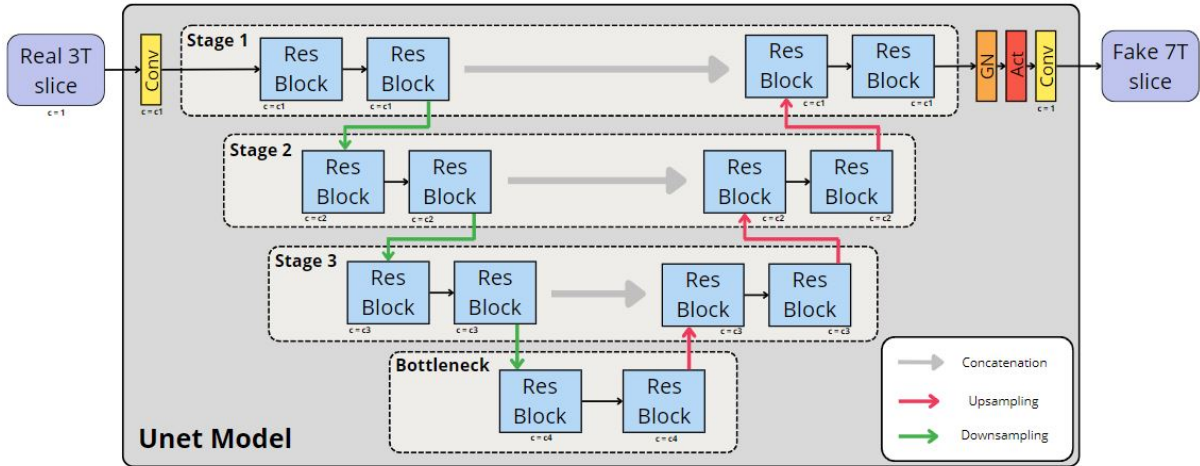 Real 3T
slice
c = 1
Conv
c = c1
Stage 1
Res
Block
c = c1
Res
Block
c = c1
Res
Block
c = c1
Res
Block
c = c1
GN
Act
Conv
c = 1
Fake 7T
slice
Stage 2
Res
Block
c = c2
Res
Block
c = c2
Res
Block
c = c2
Res
Block
c = c2
Stage 3
Res
Block
c = c3
Res
Block
c = c3
Res
Block
c = c3
Res
Block
c = c3
Bottleneck
Res
Block
c = c4
Res
Block
c = c4
Unet Model
Concatenation
Upsampling
Downsampling